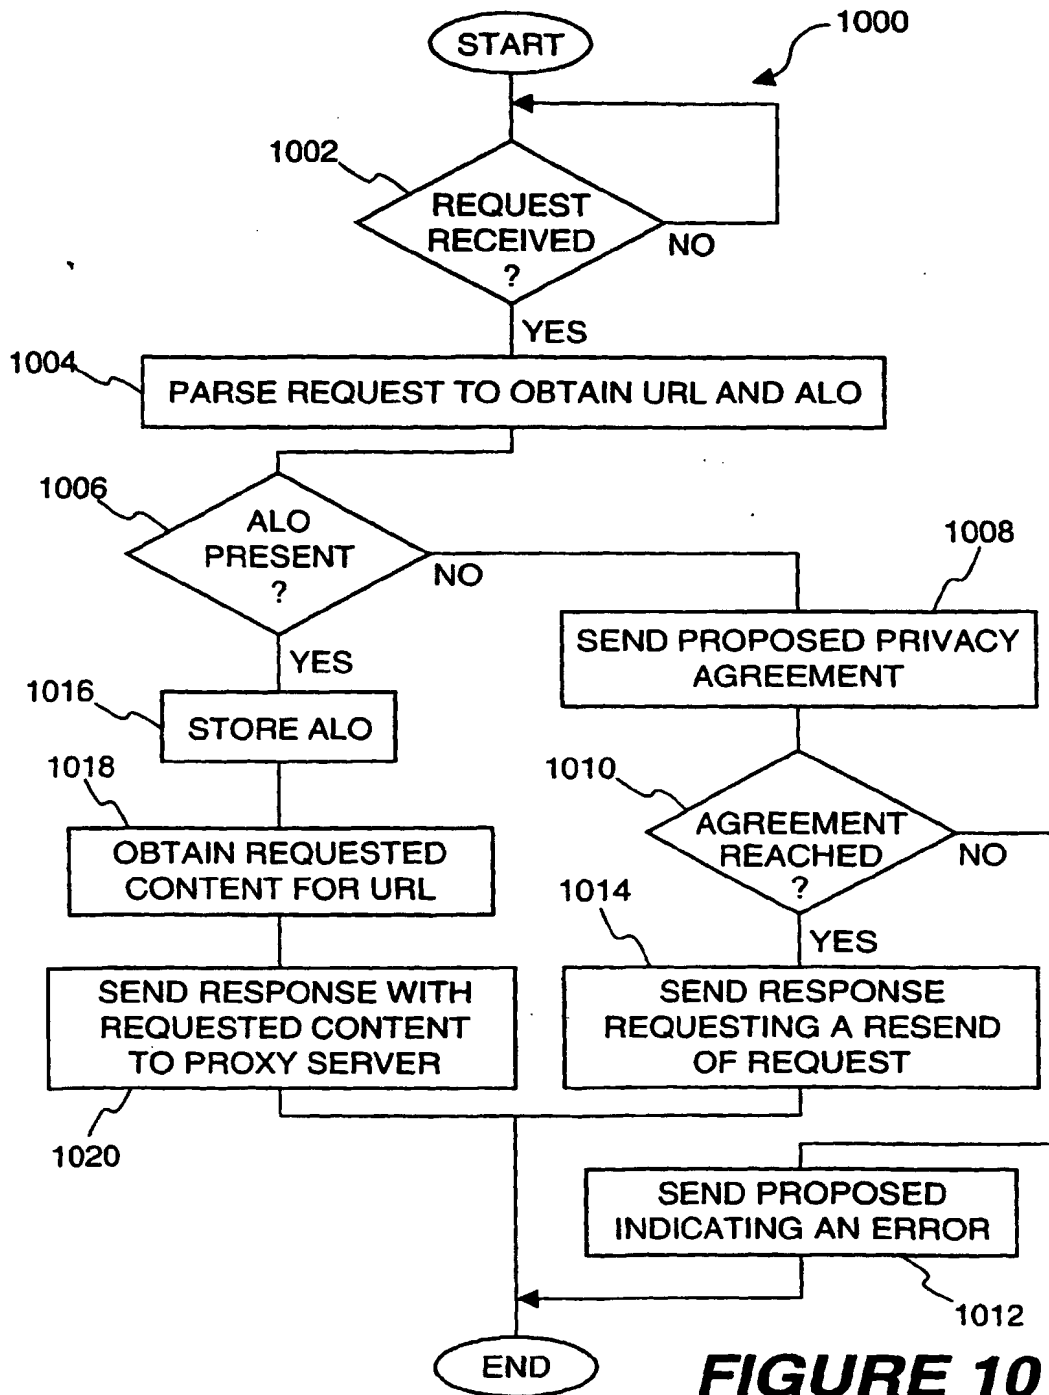 START
1000
1002
REQUEST
RECEIVED
?
NO
YES
1004
PARSE REQUEST TO OBTAIN URL AND ALO
1006
ALO
PRESENT
?
NO
YES
1008
SEND PROPOSED PRIVACY
AGREEMENT
1016
STORE ALO
1018
OBTAIN REQUESTED
CONTENT FOR URL
1010
AGREEMENT
REACHED
?
NO
YES
1014
SEND RESPONSE WITH
REQUESTED CONTENT
TO PROXY SERVER
1020
SEND RESPONSE
REQUESTING A RESEND
OF REQUEST
SEND PROPOSED
INDICATING AN ERROR
1012
END
FIGURE 10